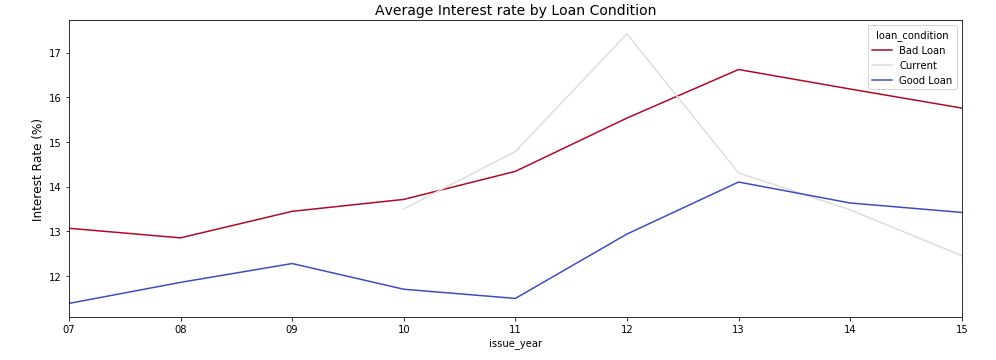 Average Interest rate by Loan Condition
loan_condition
Bad Loan
Current
Good Loan
Interest Rate (%)
17
16
15
14
13
12
07 08 09 10 11 12 13 14 15
issue_year